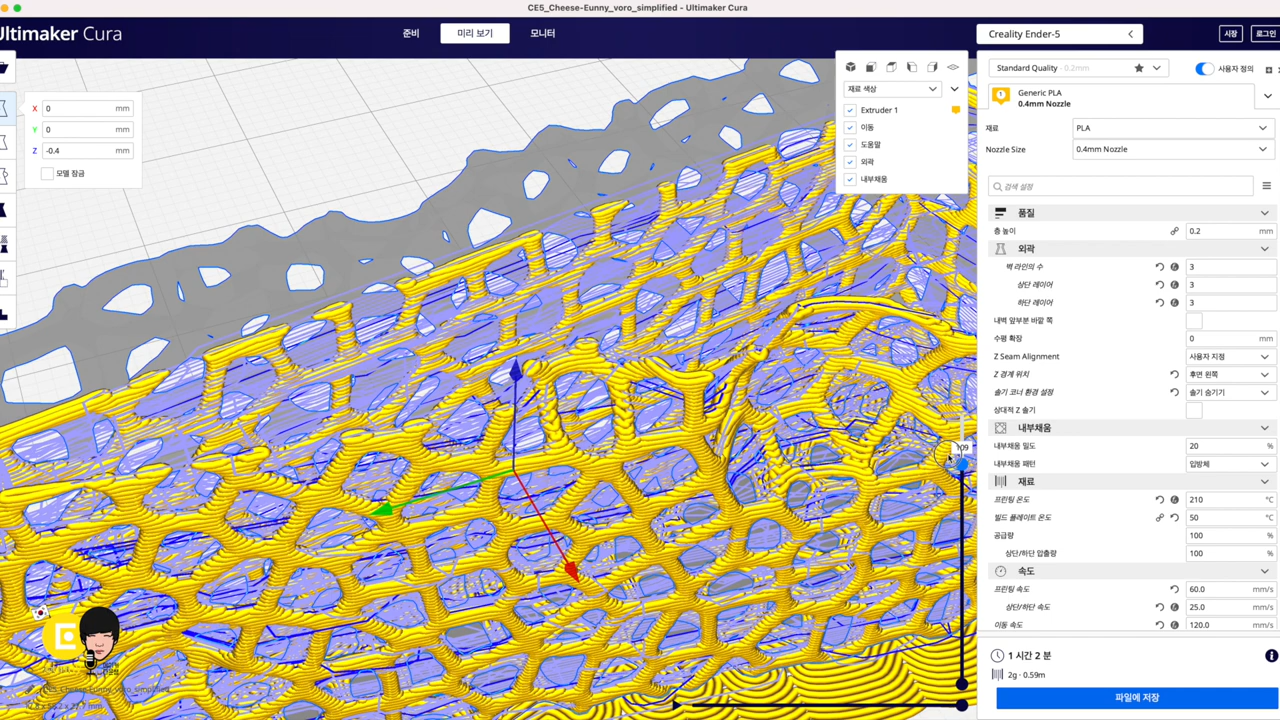 CE5_Cheese-Eunny_voro_simplified - Ultimaker Cura
Ultimaker Cura
준비
미리 보기
모니터
Creality Ender-5
시장
로그인
X 0 mm
Y 0 mm
Z -0.4 mm
모델 잠금
재료 색상
Extruder 1
이동
도움말
외곽
내부채움
Standard Quality - 0.2mm
사용자 정의
1
Generic PLA
0.4mm Nozzle
재료 PLA
Nozzle Size 0.4mm Nozzle
검색 설정
품질
층 높이 0.2 mm
외곽
벽 라인의 수 3
상단 레이어 3
하단 레이어 3
내벽 앞부분 바깥 쪽
수평 확장 0 mm
Z Seam Alignment 사용자 지정
Z 경계 위치 후면 왼쪽
솔기 코너 환경 설정 솔기 숨기기
상대적 Z 솔기
내부채움
내부채움 밀도 20 %
내부채움 패턴 입방체
재료
프린팅 온도 210 °C
빌드 플레이트 온도 50 °C
공급량 100 %
상단/하단 압출량 100 %
속도
프린팅 속도 60.0 mm/s
상단/하단 속도 25.0 mm/s
이동 속도 120.0 mm/s
109
1 시간 2 분
2g · 0.59m
파일에 저장
CE5_Cheese-Eunny_voro_simplified